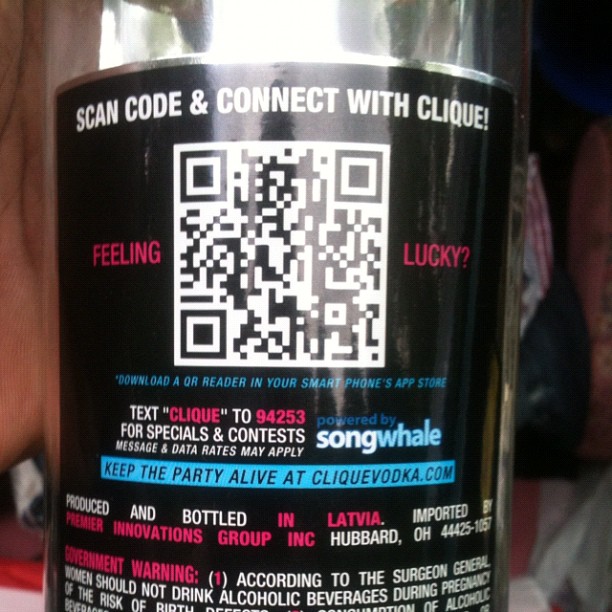 SCAN CODE & CONNECT WITH CLIQUE!
FEELING LUCKY?
*DOWNLOAD A QR READER IN YOUR SMART PHONE'S APP STORE
TEXT "CLIQUE" TO 94253
FOR SPECIALS & CONTESTS
MESSAGE & DATA RATES MAY APPLY
powered by
songwhale
KEEP THE PARTY ALIVE AT CLIQUEVODKA.COM
PRODUCED AND BOTTLED IN LATVIA. IMPORTED BY
PREMIER INNOVATIONS GROUP INC HUBBARD, OH 44425-1057
GOVERNMENT WARNING: (1) ACCORDING TO THE SURGEON GENERAL,
WOMEN SHOULD NOT DRINK ALCOHOLIC BEVERAGES DURING PREGNANCY
OF THE RISK OF BIRTH DEFECTS. CONSUMPTION OF ALCOHOLIC